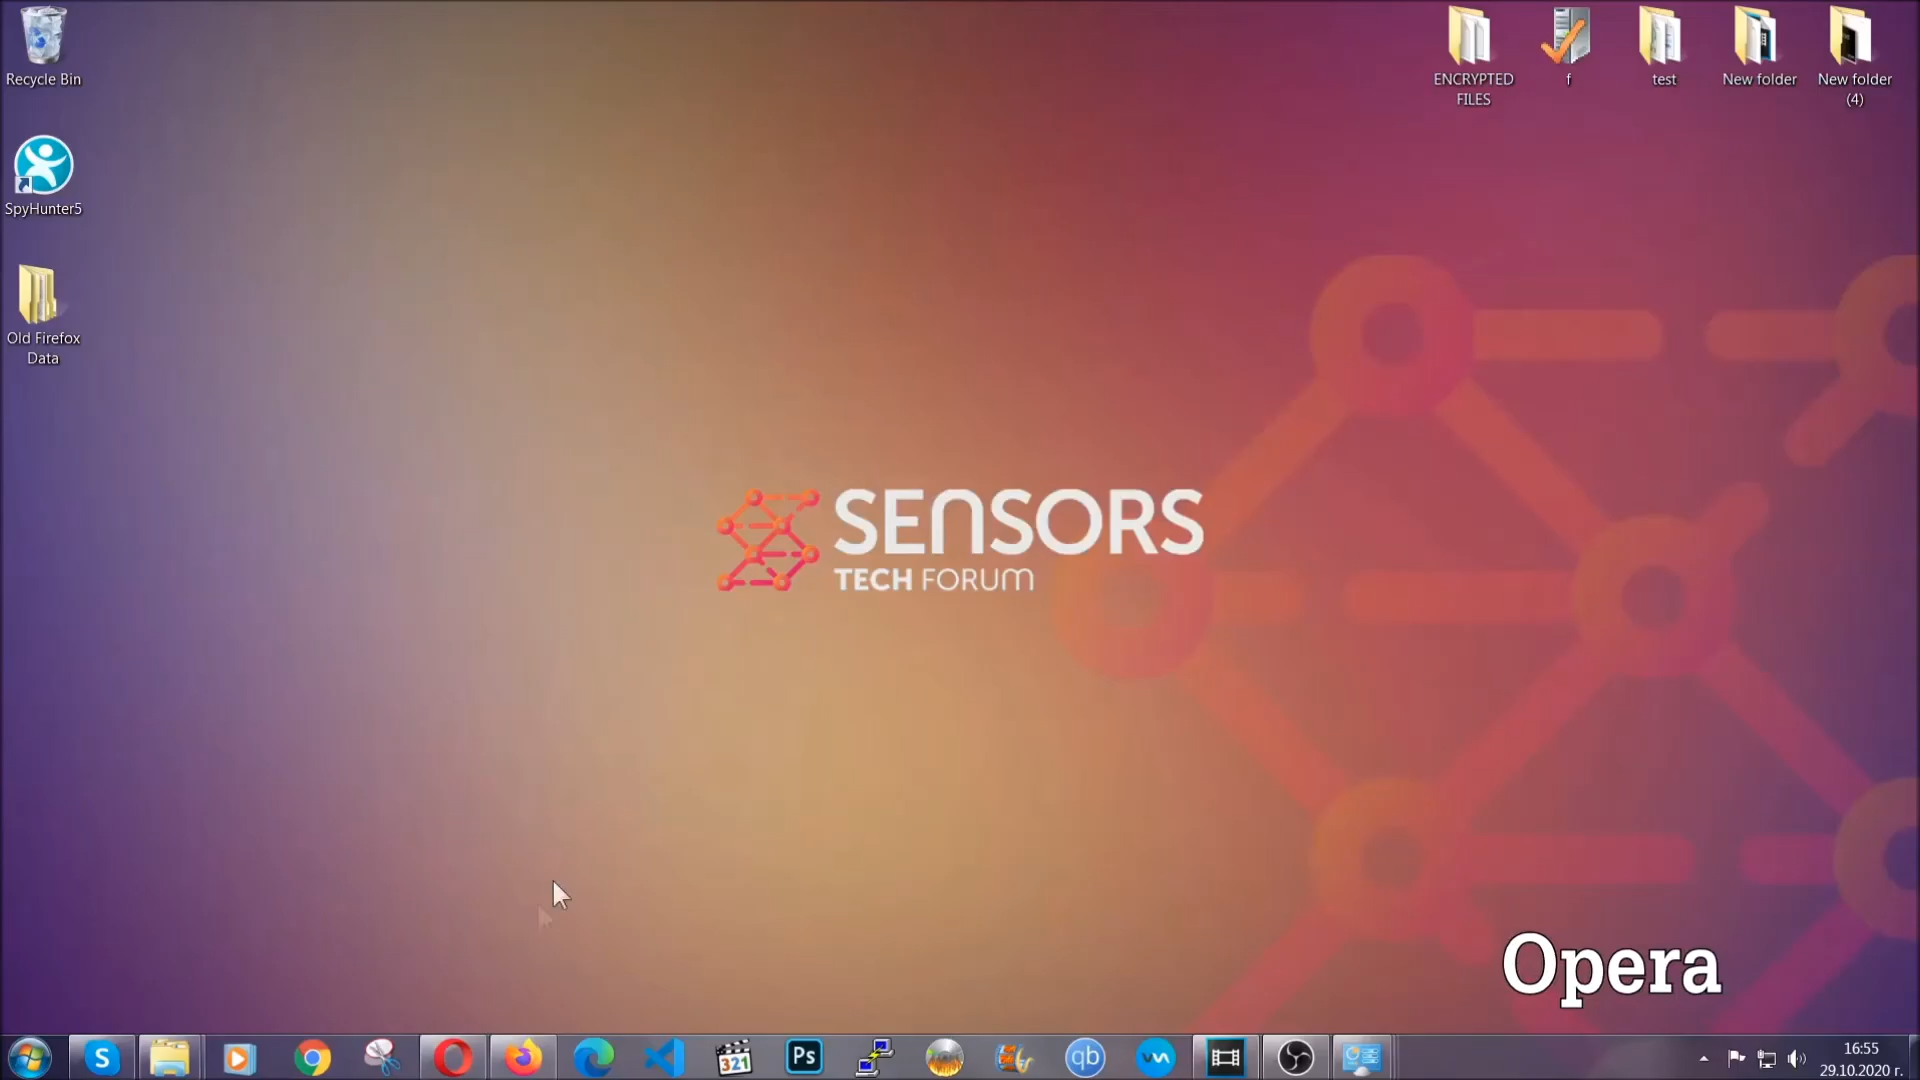 Recycle Bin
SpyHunter5
Old Firefox
Data
ENCRYPTED
FILES
f
test
New folder
New folder
(4)
SENSORS
TECH FORUM
Opera
S
321
Ps
qb
16:55
29.10.2020 г.